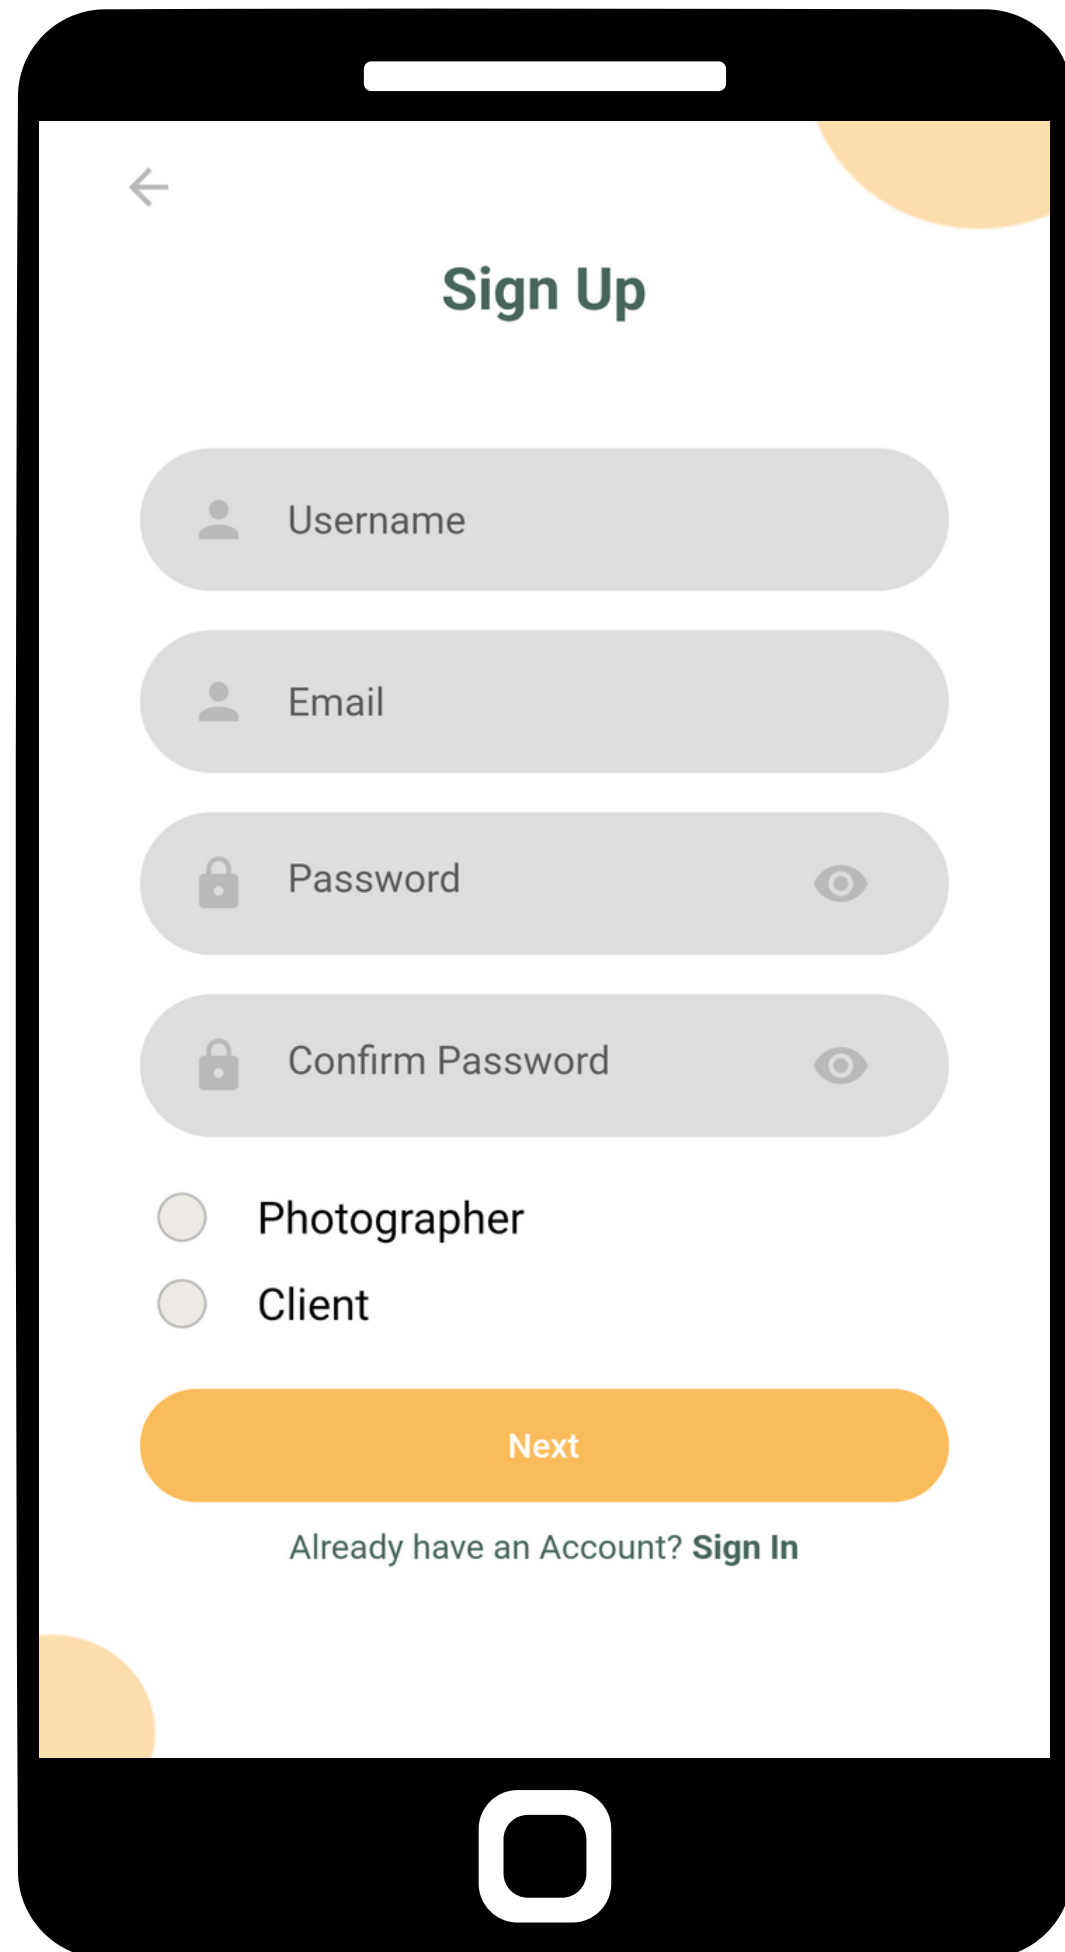 Sign Up
Username
Email
Password
Confirm Password
Photographer
Client
Next
Already have an Account? Sign In